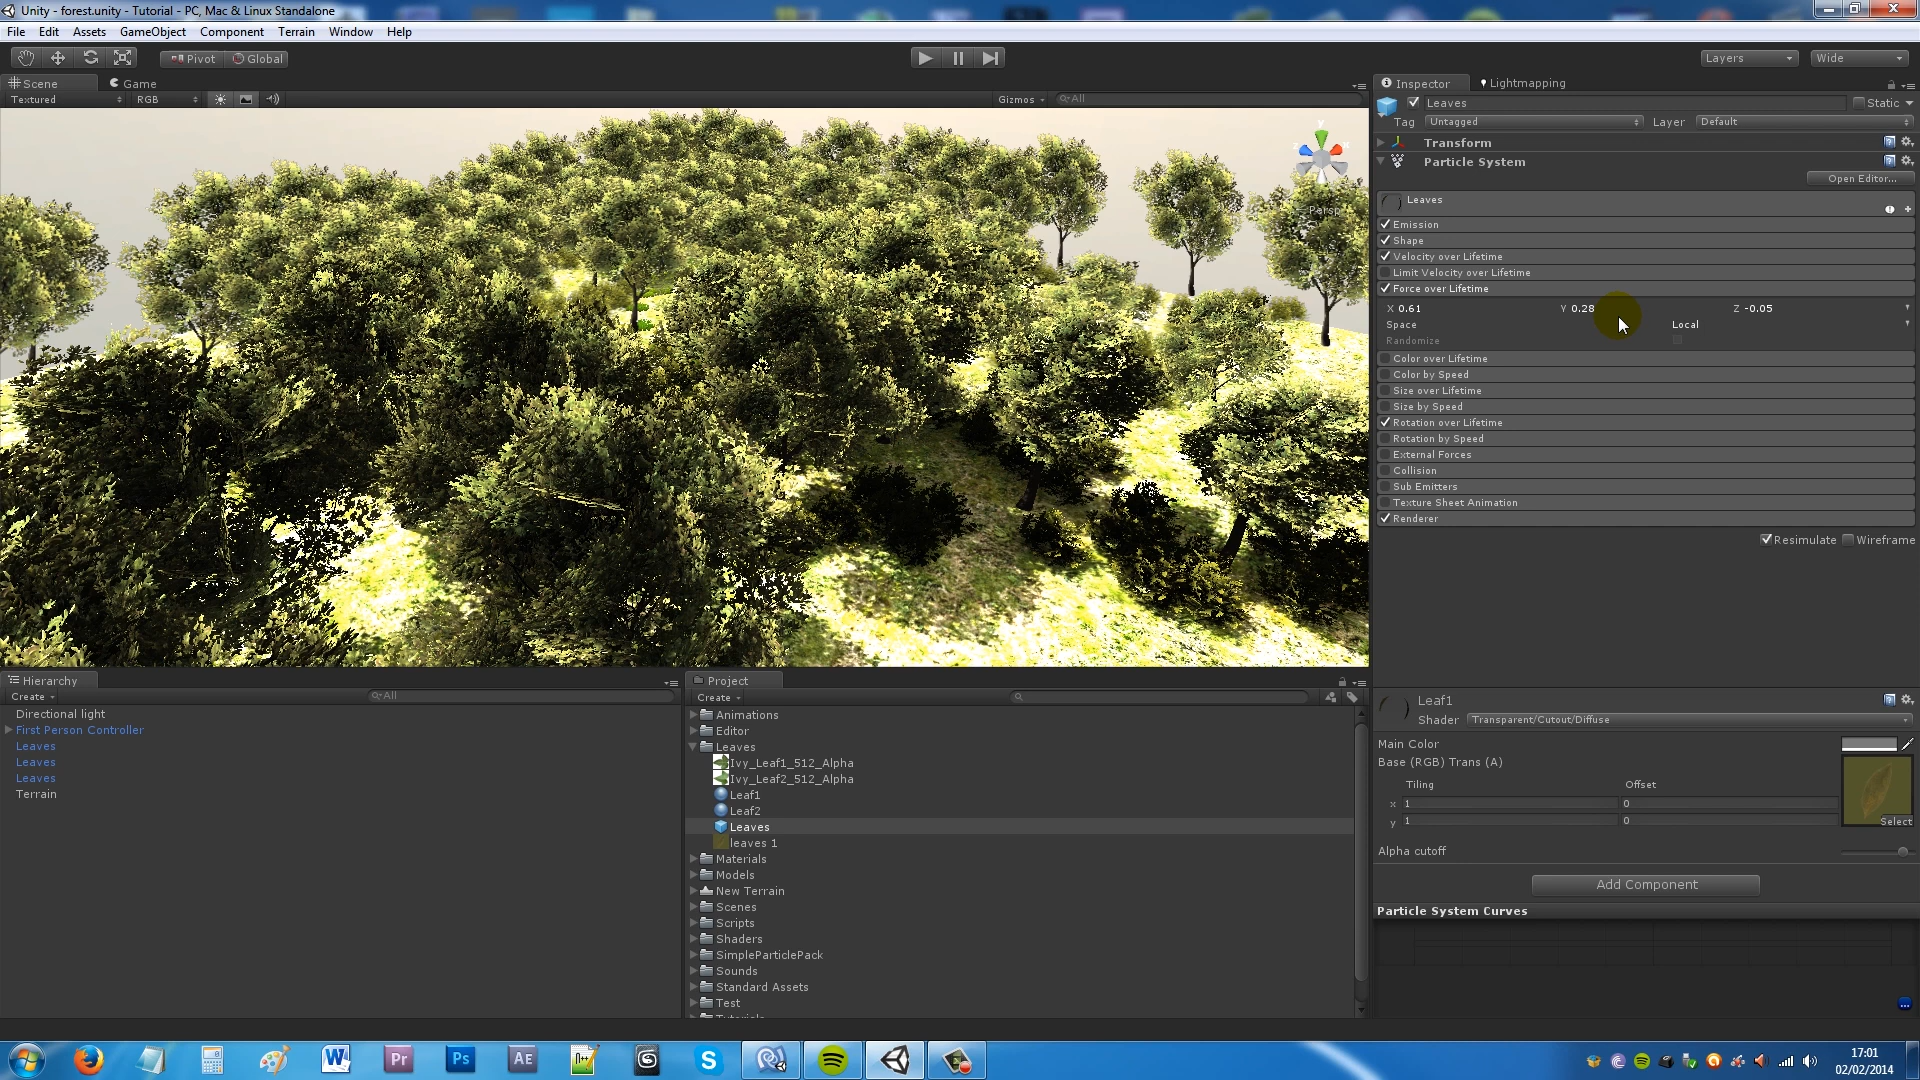 Unity - forest.unity - Tutorial - PC, Mac & Linux Standalone
File Edit Assets GameObject Component Terrain Window Help
Pivot Global Layers Wide
Scene Game
Textured RGB Gizmos All
Persp
Inspector Lightmapping
Leaves Static
Tag Untagged Layer Default
Transform
Particle System
Open Editor...
Leaves
Emission
Shape
Velocity over Lifetime
Limit Velocity over Lifetime
Force over Lifetime
X 0.61 Y 0.28 Z -0.05
Space Local
Randomize
Color over Lifetime
Color by Speed
Size over Lifetime
Size by Speed
Rotation over Lifetime
Rotation by Speed
External Forces
Collision
Sub Emitters
Texture Sheet Animation
Renderer
Resimulate Wireframe
Hierarchy
Create All
Directional light
First Person Controller
Leaves
Leaves
Leaves
Terrain
Project
Create
Animations
Editor
Leaves
Ivy_Leaf1_512_Alpha
Ivy_Leaf2_512_Alpha
Leaf1
Leaf2
Leaves
leaves 1
Materials
Models
New Terrain
Scenes
Scripts
Shaders
SimpleParticlePack
Sounds
Standard Assets
Test
Leaf1
Shader Transparent/Cutout/Diffuse
Main Color
Base (RGB) Trans (A)
Tiling Offset
x 1 0
y 1 0
Select
Alpha cutoff
Add Component
Particle System Curves
W Pr Ps AE n++ S
17:01
02/02/2014